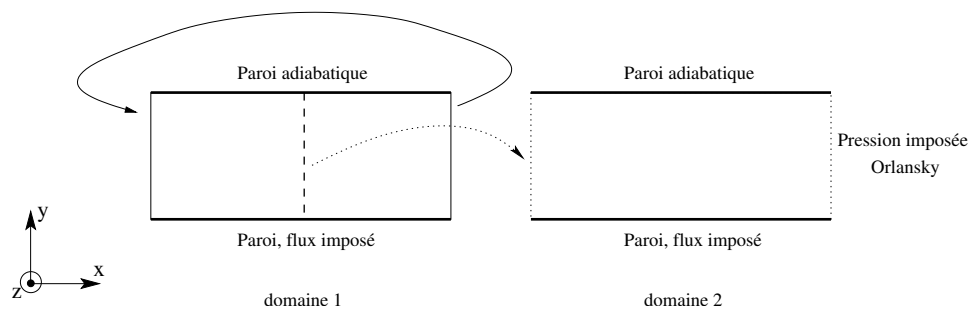 Paroi adiabatique
Paroi adiabatique
Pression imposée
Orlansky
y
x
z
Paroi, flux imposé
Paroi, flux imposé
domaine 1
domaine 2